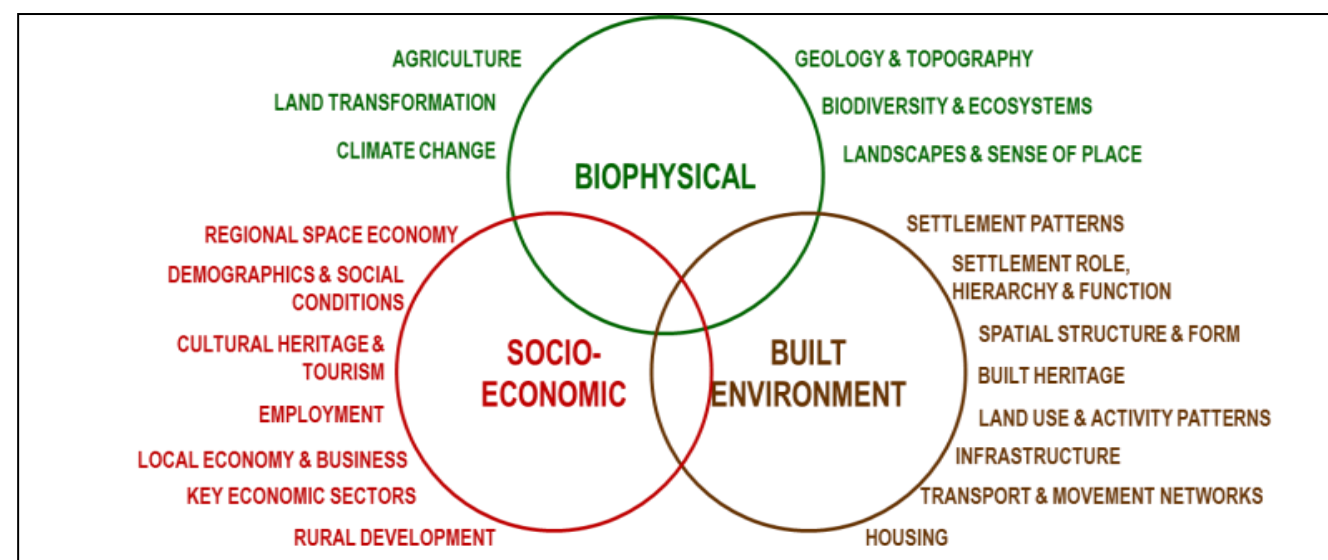 AGRICULTURE
LAND TRANSFORMATION
CLIMATE CHANGE
GEOLOGY & TOPOGRAPHY
BIODIVERSITY & ECOSYSTEMS
LANDSCAPES & SENSE OF PLACE
BIOPHYSICAL
REGIONAL SPACE ECONOMY
DEMOGRAPHICS & SOCIAL
CONDITIONS
CULTURAL HERITAGE &
TOURISM
EMPLOYMENT
LOCAL ECONOMY & BUSINESS
KEY ECONOMIC SECTORS
RURAL DEVELOPMENT
SOCIO-
ECONOMIC
BUILT
ENVIRONMENT
SETTLEMENT PATTERNS
SETTLEMENT ROLE,
HIERARCHY & FUNCTION
SPATIAL STRUCTURE & FORM
BUILT HERITAGE
LAND USE & ACTIVITY PATTERNS
INFRASTRUCTURE
TRANSPORT & MOVEMENT NETWORKS
HOUSING